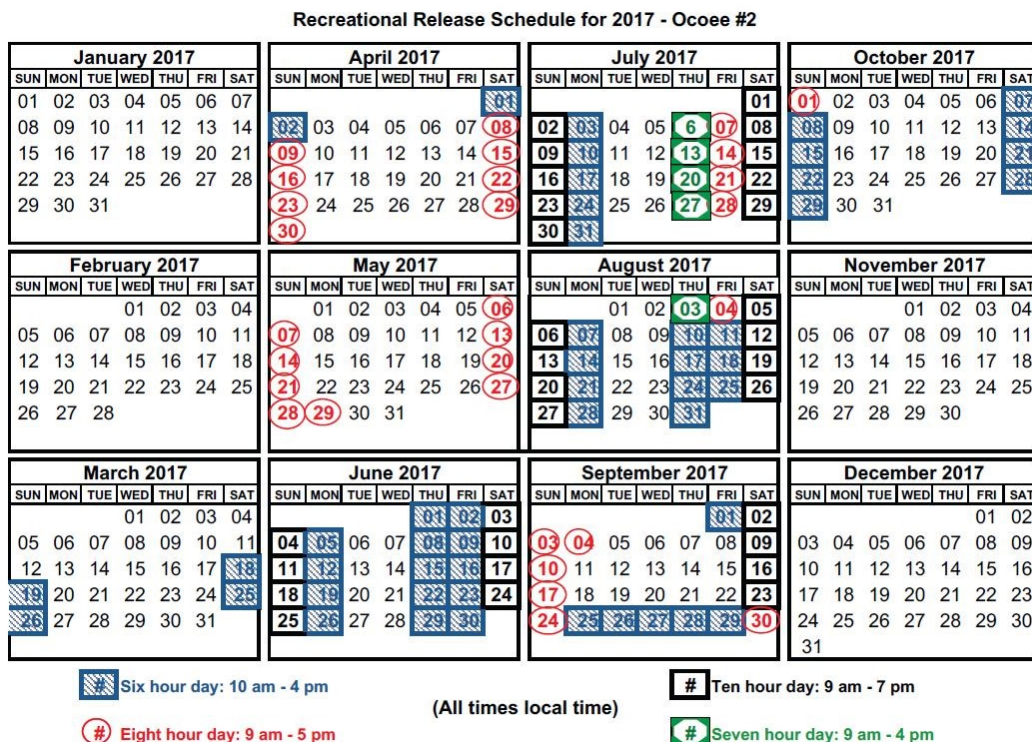 Recreational Release Schedule for 2017 - Ocoee #2
January 2017
SUN MON TUE WED THU FRI SAT
01 02 03 04 05 06 07
08 09 10 11 12 13 14
15 16 17 18 19 20 21
22 23 24 25 26 27 28
29 30 31
April 2017
SUN MON TUE WED THU FRI SAT
01
02 03 04 05 06 07 08
09 10 11 12 13 14 15
16 17 18 19 20 21 22
23 24 25 26 27 28 29
30
July 2017
SUN MON TUE WED THU FRI SAT
01
02 03 04 05 6 07 08
09 10 11 12 13 14 15
16 17 18 19 20 21 22
23 24 25 26 27 28 29
30 31
October 2017
SUN MON TUE WED THU FRI SAT
01 02 03 04 05 06 07
08 09 10 11 12 13 14
15 16 17 18 19 20 21
22 23 24 25 26 27 28
29 30 31
February 2017
SUN MON TUE WED THU FRI SAT
01 02 03 04
05 06 07 08 09 10 11
12 13 14 15 16 17 18
19 20 21 22 23 24 25
26 27 28
May 2017
SUN MON TUE WED THU FRI SAT
01 02 03 04 05 06
07 08 09 10 11 12 13
14 15 16 17 18 19 20
21 22 23 24 25 26 27
28 29 30 31
August 2017
SUN MON TUE WED THU FRI SAT
01 02 03 04 05
06 07 08 09 10 11 12
13 14 15 16 17 18 19
20 21 22 23 24 25 26
27 28 29 30 31
November 2017
SUN MON TUE WED THU FRI SAT
01 02 03 04
05 06 07 08 09 10 11
12 13 14 15 16 17 18
19 20 21 22 23 24 25
26 27 28 29 30
March 2017
SUN MON TUE WED THU FRI SAT
01 02 03 04
05 06 07 08 09 10 11
12 13 14 15 16 17 18
19 20 21 22 23 24 25
26 27 28 29 30 31
June 2017
SUN MON TUE WED THU FRI SAT
01 02 03
04 05 06 07 08 09 10
11 12 13 14 15 16 17
18 19 20 21 22 23 24
25 26 27 28 29 30
September 2017
SUN MON TUE WED THU FRI SAT
01 02
03 04 05 06 07 08 09
10 11 12 13 14 15 16
17 18 19 20 21 22 23
24 25 26 27 28 29 30
December 2017
SUN MON TUE WED THU FRI SAT
01 02
03 04 05 06 07 08 09
10 11 12 13 14 15 16
17 18 19 20 21 22 23
24 25 26 27 28 29 30
31
# Six hour day: 10 am - 4 pm
# Ten hour day: 9 am - 7 pm
(All times local time)
# Eight hour day: 9 am - 5 pm
# Seven hour day: 9 am - 4 pm